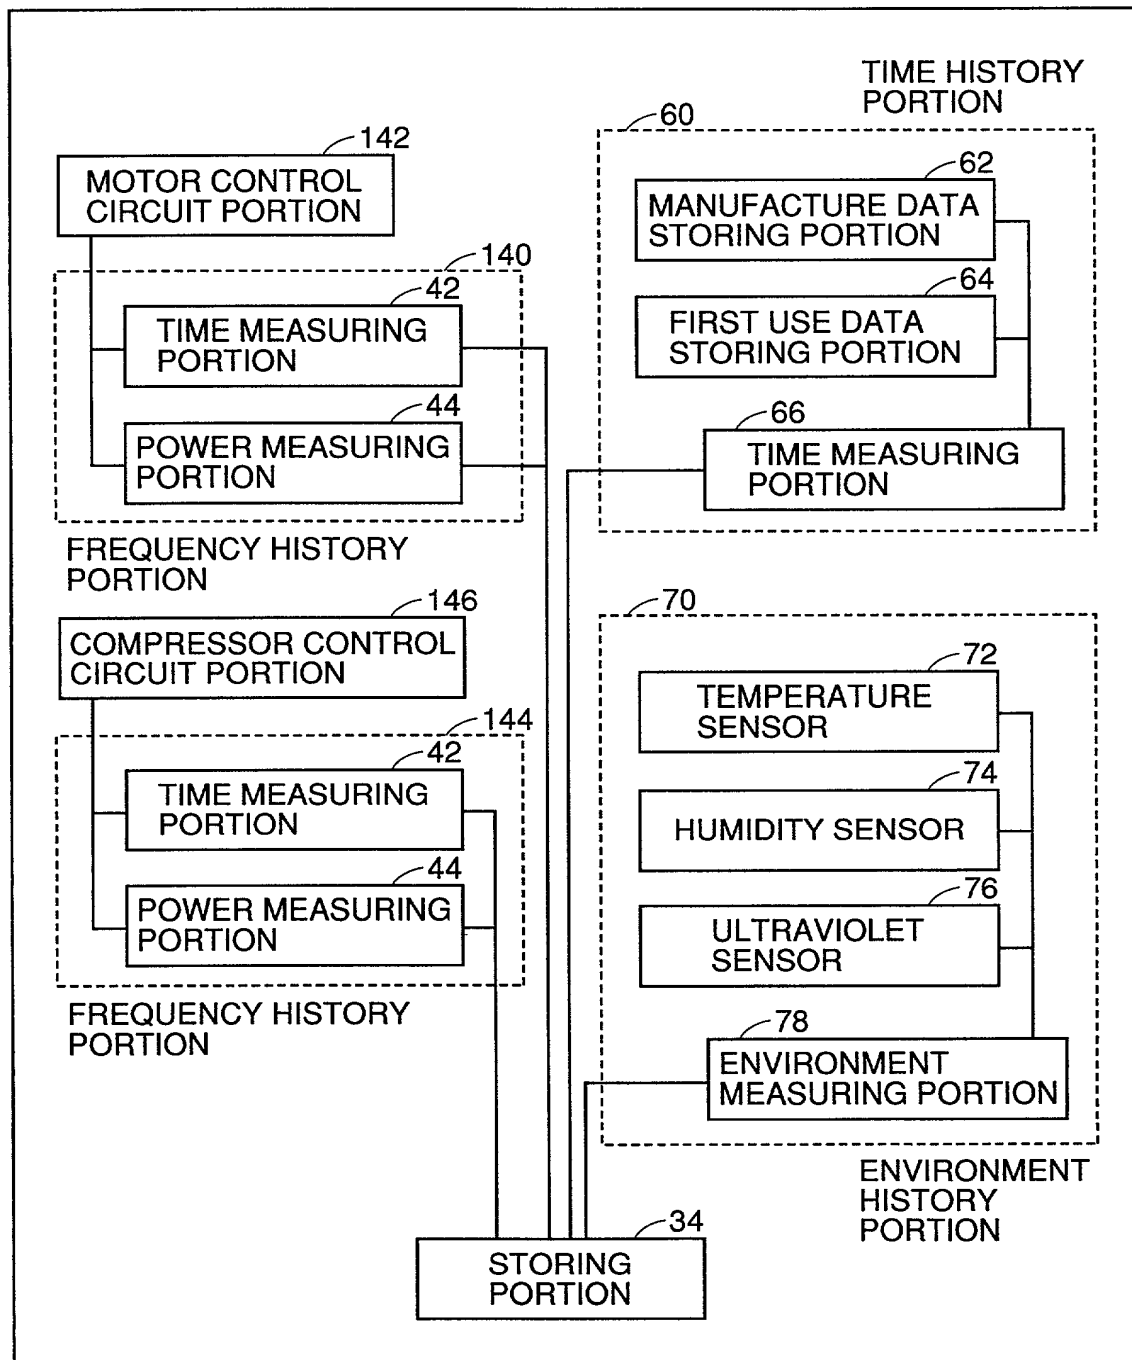 TIME HISTORY
PORTION
60
142
MOTOR CONTROL
CIRCUIT PORTION
62
MANUFACTURE DATA
STORING PORTION
140
42
TIME MEASURING
PORTION
64
FIRST USE DATA
STORING PORTION
44
POWER MEASURING
PORTION
66
TIME MEASURING
PORTION
FREQUENCY HISTORY
PORTION
146
COMPRESSOR CONTROL
CIRCUIT PORTION
70
72
TEMPERATURE
SENSOR
144
42
TIME MEASURING
PORTION
74
HUMIDITY SENSOR
44
POWER MEASURING
PORTION
76
ULTRAVIOLET
SENSOR
FREQUENCY HISTORY
PORTION
78
ENVIRONMENT
MEASURING PORTION
ENVIRONMENT
HISTORY
PORTION
34
STORING
PORTION